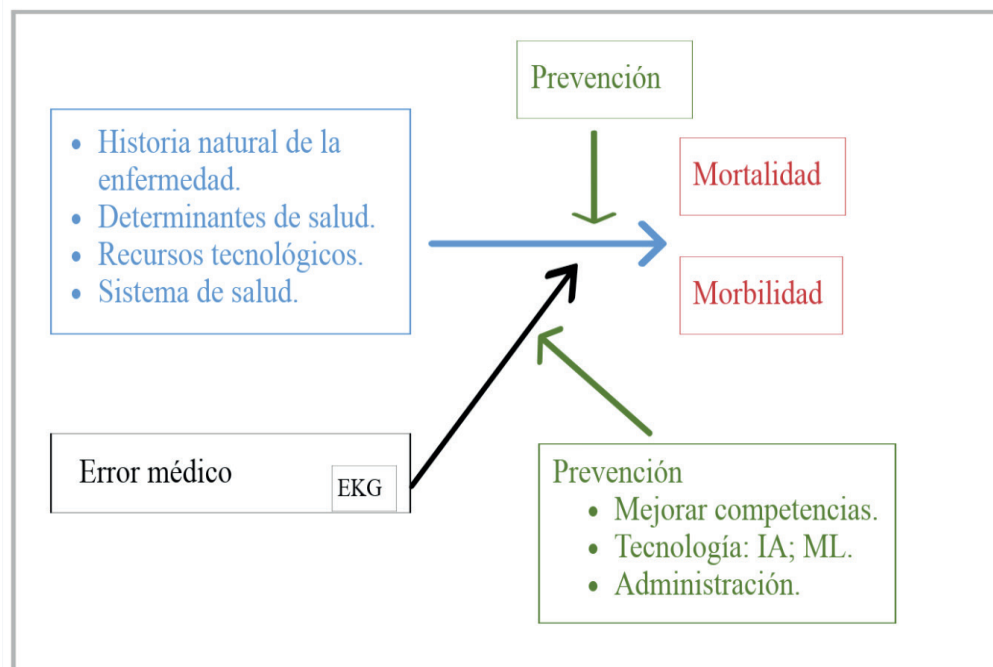 Prevención
• Historia natural de la
enfermedad.
• Determinantes de salud.
• Recursos tecnológicos.
• Sistema de salud.
Mortalidad
Morbilidad
Error médico
EKG
Prevención
• Mejorar competencias.
• Tecnología: IA; ML.
• Administración.